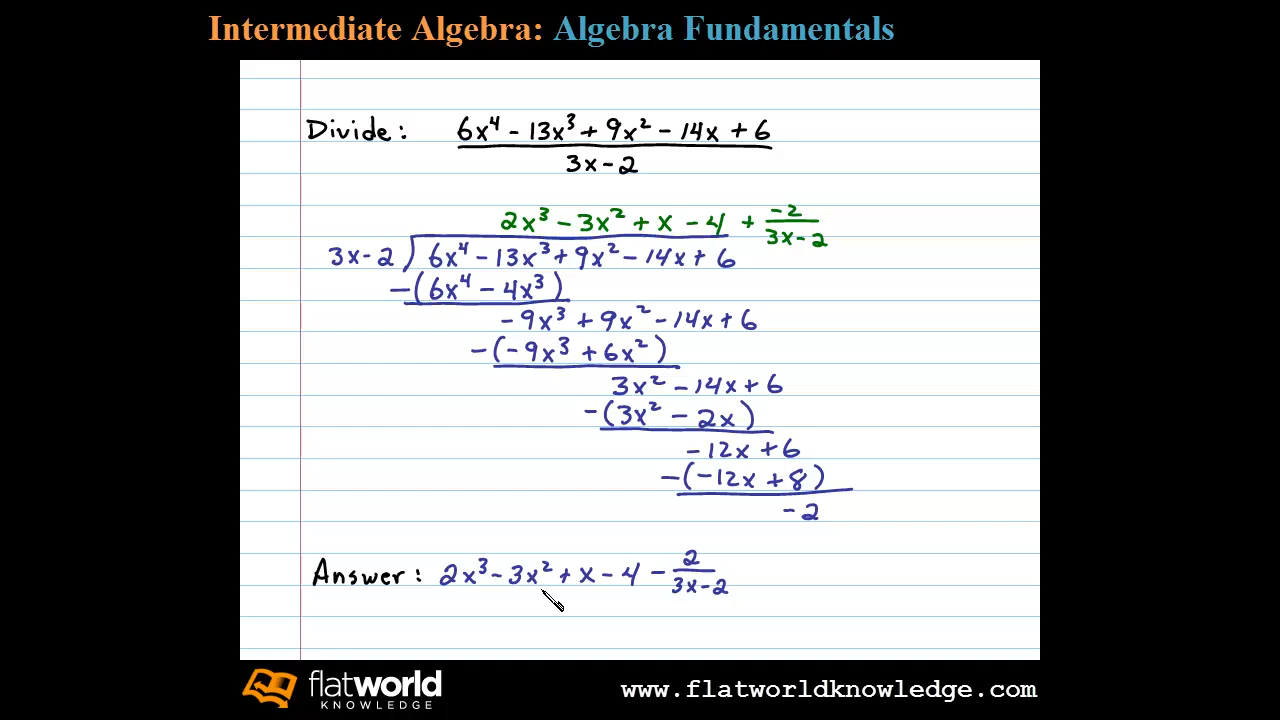 Intermediate Algebra: Algebra Fundamentals
Divide: 6x⁴ - 13x³ + 9x² - 14x + 6
3x - 2
2x³ - 3x² + x - 4 + -2/(3x - 2)
3x - 2 ) 6x⁴ - 13x³ + 9x² - 14x + 6
-(6x⁴ - 4x³)
-9x³ + 9x² - 14x + 6
-(-9x³ + 6x²)
3x² - 14x + 6
-(3x² - 2x)
-12x + 6
-(-12x + 8)
-2
Answer: 2x³ - 3x² + x - 4 - 2/(3x - 2)
flatworld
KNOWLEDGE
www.flatworldknowledge.com